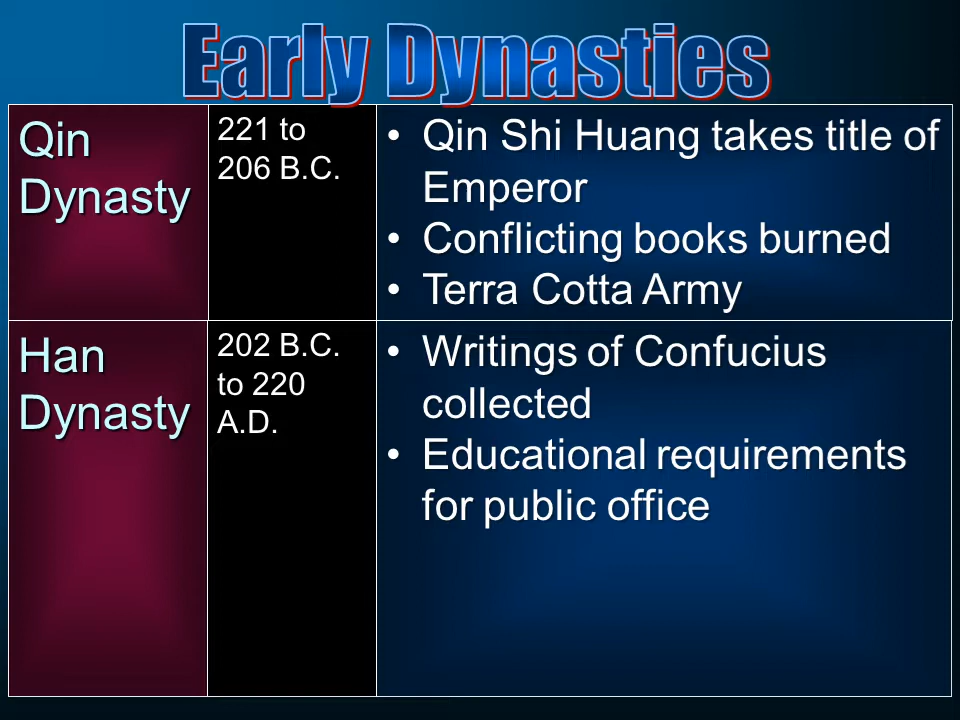 Early Dynasties
Qin
Dynasty
221 to
206 B.C.
• Qin Shi Huang takes title of
Emperor
• Conflicting books burned
• Terra Cotta Army
Han
Dynasty
202 B.C.
to 220
A.D.
• Writings of Confucius
collected
• Educational requirements
for public office